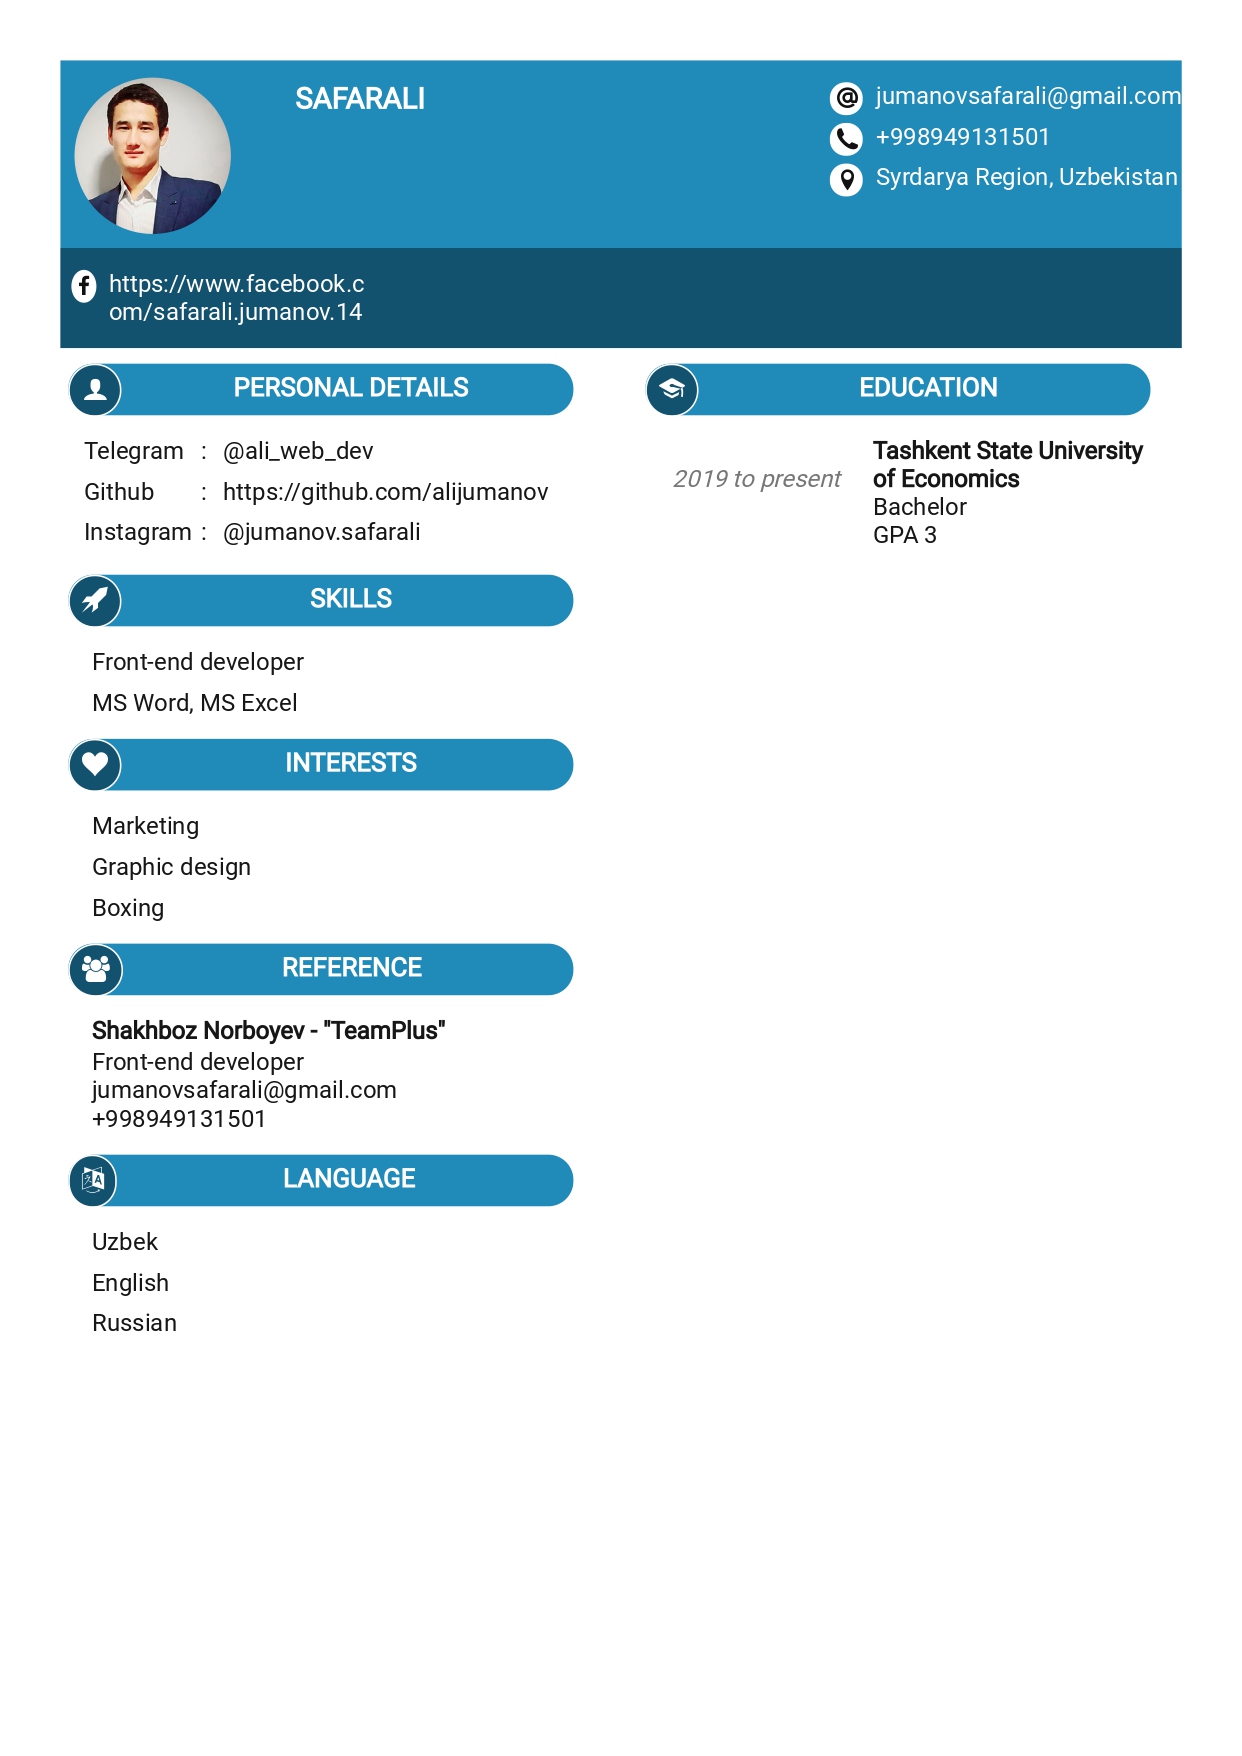 SAFARALI
jumanovsafarali@gmail.com
+998949131501
Syrdarya Region, Uzbekistan
https://www.facebook.c
om/safarali.jumanov.14
PERSONAL DETAILS
Telegram : @ali_web_dev
Github : https://github.com/alijumanov
Instagram : @jumanov.safarali
SKILLS
Front-end developer
MS Word, MS Excel
INTERESTS
Marketing
Graphic design
Boxing
REFERENCE
Shakhboz Norboyev - "TeamPlus"
Front-end developer
jumanovsafarali@gmail.com
+998949131501
LANGUAGE
Uzbek
English
Russian
EDUCATION
2019 to present
Tashkent State University
of Economics
Bachelor
GPA 3